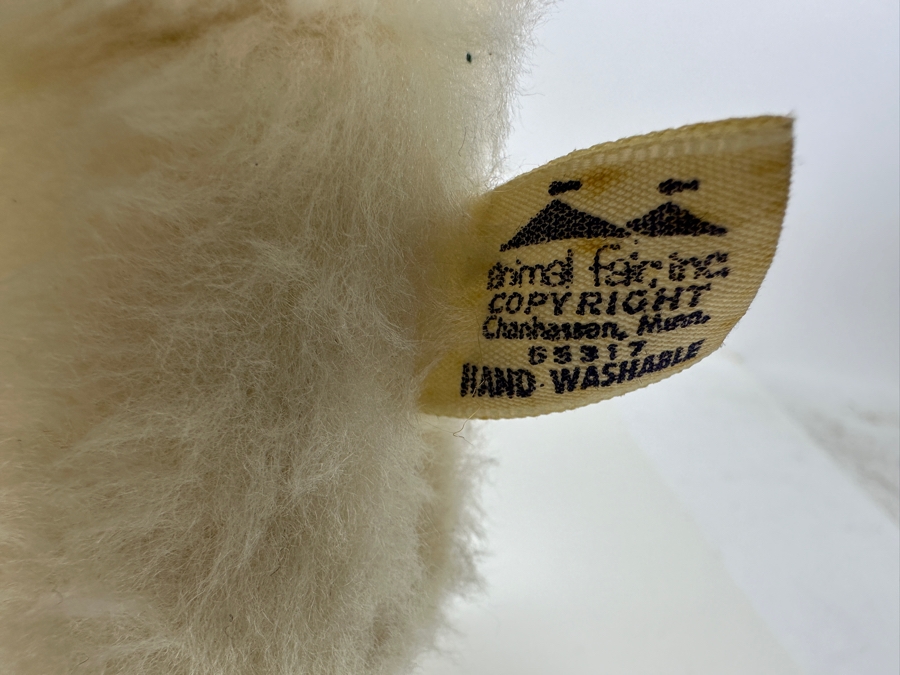 animal fair, inc.
COPYRIGHT
Chanhassen, Minn.
55317
HAND-WASHABLE